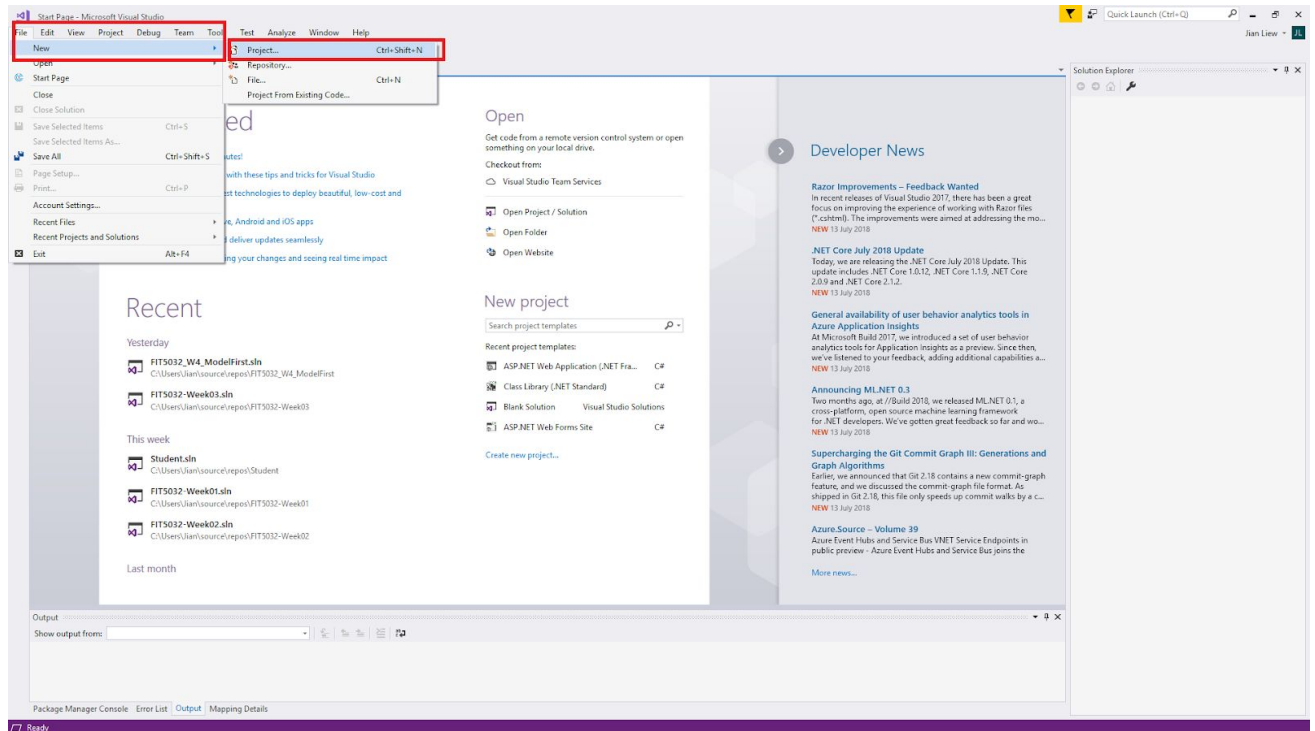 Start Page - Microsoft Visual Studio
Quick Launch (Ctrl+Q)
File Edit View Project Debug Team Tool Test Analyze Window Help
Jian Liew JL
New
Open
Start Page
Close
Close Solution
Save Selected Items Ctrl+S
Save Selected Items As...
Save All Ctrl+Shift+S
Page Setup...
Print... Ctrl+P
Account Settings...
Recent Files
Recent Projects and Solutions
Exit Alt+F4
Project... Ctrl+Shift+N
Repository...
File... Ctrl+N
Project From Existing Code...
ed
utes!
with these tips and tricks for Visual Studio
est technologies to deploy beautiful, low-cost and
ve, Android and iOS apps
d deliver updates seamlessly
ng your changes and seeing real time impact
Recent
Yesterday
FIT5032_W4_ModelFirst.sln
C:\Users\Jian\source\repos\FIT5032_W4_ModelFirst
FIT5032-Week03.sln
C:\Users\Jian\source\repos\FIT5032-Week03
This week
Student.sln
C:\Users\Jian\source\repos\Student
FIT5032-Week01.sln
C:\Users\Jian\source\repos\FIT5032-Week01
FIT5032-Week02.sln
C:\Users\Jian\source\repos\FIT5032-Week02
Last month
Open
Get code from a remote version control system or open
something on your local drive.
Checkout from:
Visual Studio Team Services
Open Project / Solution
Open Folder
Open Website
New project
Search project templates
Recent project templates:
ASP.NET Web Application (.NET Fra... C#
Class Library (.NET Standard) C#
Blank Solution Visual Studio Solutions
ASP.NET Web Forms Site C#
Create new project...
Developer News
Razor Improvements – Feedback Wanted
In recent releases of Visual Studio 2017, there has been a great
focus on improving the experience of working with Razor files
(*.cshtml). The improvements were aimed at addressing the mo...
NEW 13 July 2018
.NET Core July 2018 Update
Today, we are releasing the .NET Core July 2018 Update. This
update includes .NET Core 1.0.12, .NET Core 1.1.9, .NET Core
2.0.9 and .NET Core 2.1.2.
NEW 13 July 2018
General availability of user behavior analytics tools in
Azure Application Insights
At Microsoft Build 2017, we introduced a set of user behavior
analytics tools for Application Insights as a preview. Since then,
we've listened to your feedback, adding additional capabilities a...
NEW 13 July 2018
Announcing ML.NET 0.3
Two months ago, at //Build 2018, we released ML.NET 0.1, a
cross-platform, open source machine learning framework
for .NET developers. We've gotten great feedback so far and wo...
NEW 13 July 2018
Supercharging the Git Commit Graph III: Generations and
Graph Algorithms
Earlier, we announced that Git 2.18 contains a new commit-graph
feature, and we discussed the commit-graph file format. As
shipped in Git 2.18, this file only speeds up commit walks by a c...
NEW 13 July 2018
Azure.Source – Volume 39
Azure Event Hubs and Service Bus VNET Service Endpoints in
public preview - Azure Event Hubs and Service Bus joins the
More news...
Solution Explorer
Output
Show output from:
Package Manager Console Error List Output Mapping Details
Ready